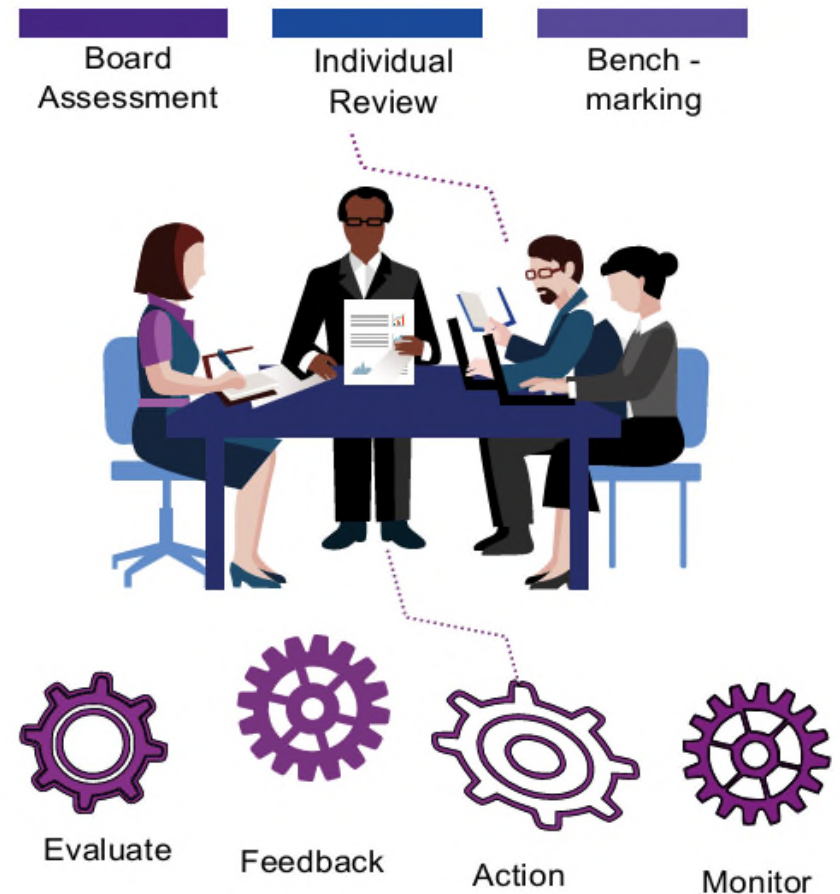 Board
Assessment
Individual
Review
Bench -
marking
Evaluate
Feedback
Action
Monitor